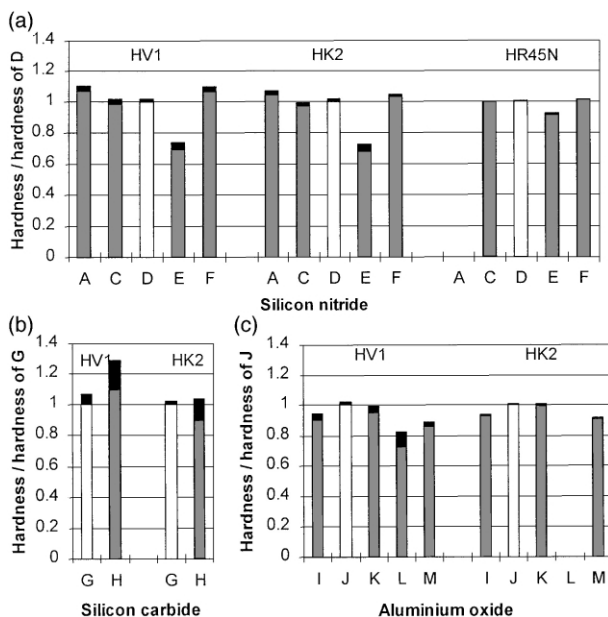 (a)
Hardness / hardness of D
1.4
1.2
1
0.8
0.6
0.4
0.2
0
HV1 HK2 HR45N
A C D E F A C D E F A C D E F
Silicon nitride
(b)
Hardness / hardness of G
1.4
1.2
1
0.8
0.6
0.4
0.2
0
HV1 HK2
G H G H
Silicon carbide
(c)
Hardness / hardness of J
1.4
1.2
1
0.8
0.6
0.4
0.2
0
HV1 HK2
I J K L M I J K L M
Aluminium oxide